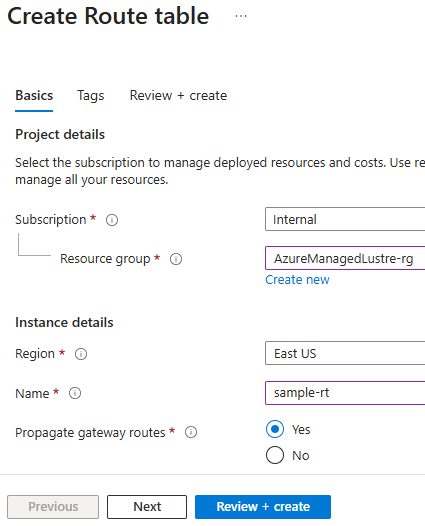 Create Route table ...
Basics Tags Review + create
Project details
Select the subscription to manage deployed resources and costs. Use re
manage all your resources.
Subscription *
Internal
Resource group *
AzureManagedLustre-rg
Create new
Instance details
Region *
East US
Name *
sample-rt
Propagate gateway routes *
Yes
No
Previous Next Review + create